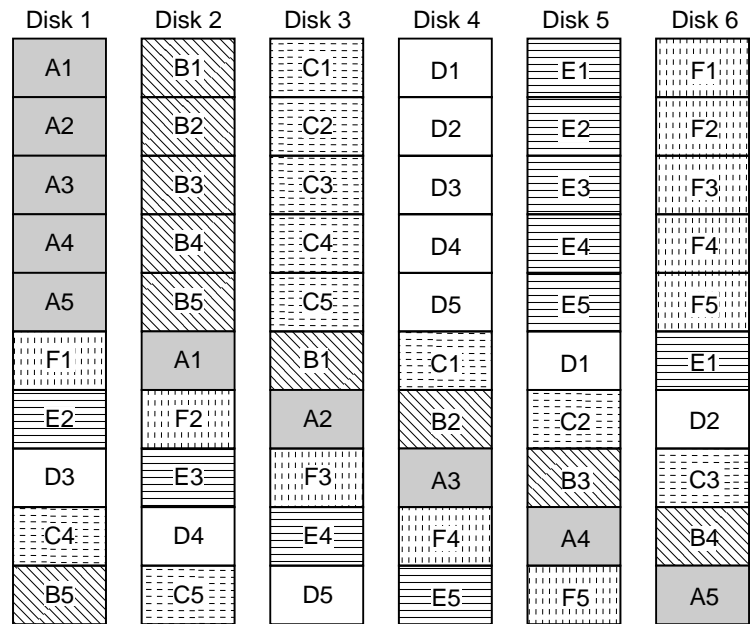 Disk 1 Disk 2 Disk 3 Disk 4 Disk 5 Disk 6
A1 B1 C1 D1 E1 F1
A2 B2 C2 D2 E2 F2
A3 B3 C3 D3 E3 F3
A4 B4 C4 D4 E4 F4
A5 B5 C5 D5 E5 F5
F1 A1 B1 C1 D1 E1
E2 F2 A2 B2 C2 D2
D3 E3 F3 A3 B3 C3
C4 D4 E4 F4 A4 B4
B5 C5 D5 E5 F5 A5